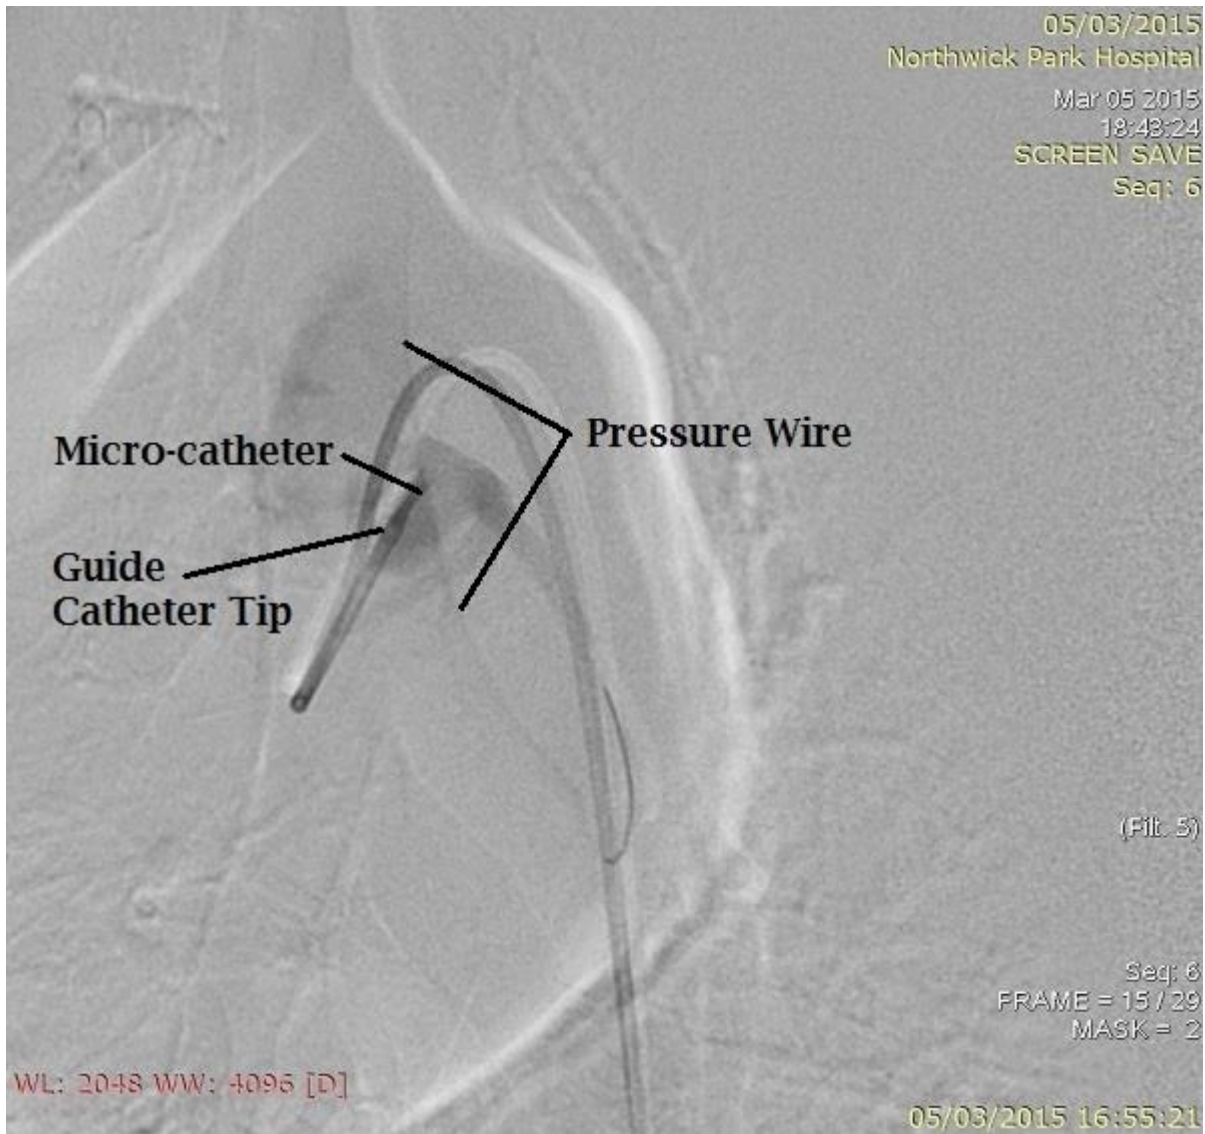 05/03/2015
Northwick Park Hospital
Mar 05 2015
18:43:24
SCREEN SAVE
Seq: 6
Pressure Wire
Micro-catheter
Guide
Catheter Tip
(Filt. 5)
Seq: 6
FRAME = 15 / 29
MASK = 2
WL: 2048 WW: 4096 [D]
05/03/2015 16:55:21